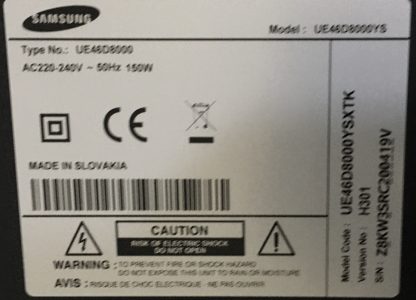 SAMSUNG
Model : UE46D8000YS
Type No.: UE46D8000
AC220-240V ~ 50Hz 150W
CE
MADE IN SLOVAKIA
CAUTION
RISK OF ELECTRIC SHOCK
DO NOT OPEN
WARNING : TO PREVENT FIRE OR SHOCK HAZARD
DO NOT EXPOSE THIS UNIT TO RAIN OR MOISTURE
AVIS : RISQUE DE CHOC ELECTRIQUE - NE PAS OUVRIR
Model Code : UE46D8000YSXTK
Version No : H301
S/N : Z8KW3SRC200419V